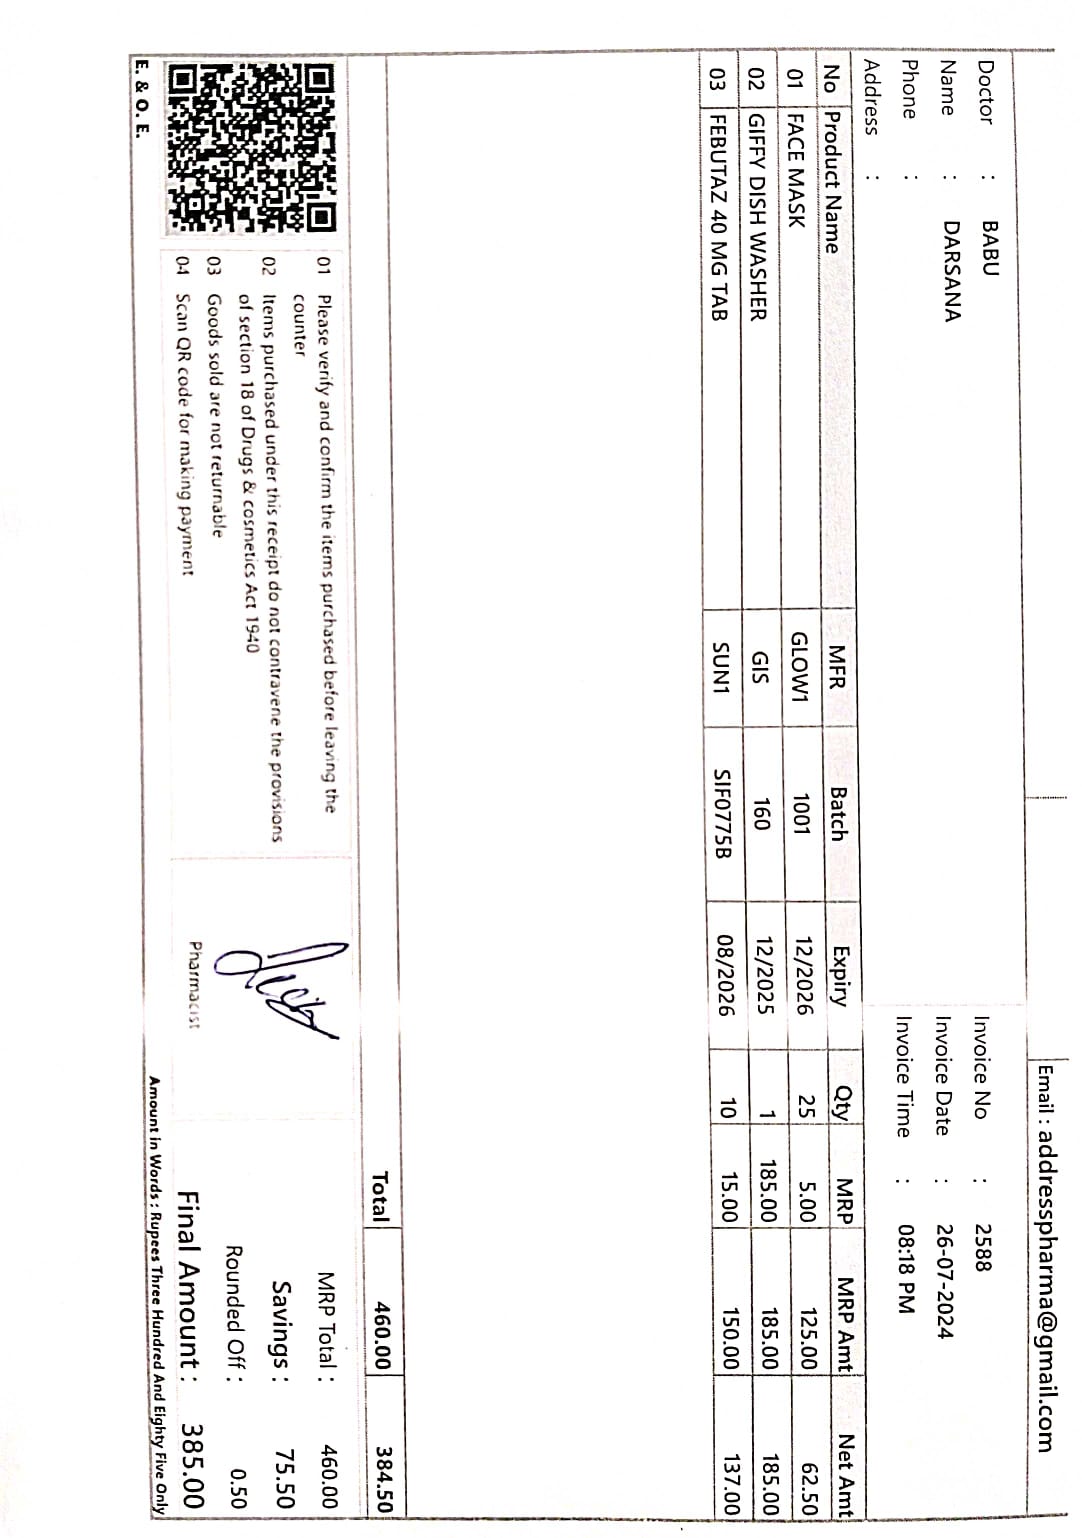 Email : addresspharma@gmail.com
Doctor : BABU
Name : DARSANA
Phone :
Address :
Invoice No : 2588
Invoice Date : 26-07-2024
Invoice Time : 08:18 PM
No Product Name MFR Batch Expiry Qty MRP MRP Amt Net Amt
01 FACE MASK GLOW1 1001 12/2026 25 5.00 125.00 62.50
02 GIFFY DISH WASHER GIS 160 12/2025 1 185.00 185.00 185.00
03 FEBUTAZ 40 MG TAB SUN1 SIF0775B 08/2026 10 15.00 150.00 137.00
Total 460.00 384.50
01 Please verify and confirm the items purchased before leaving the
counter
02 Items purchased under this receipt do not contravene the provisions
of section 18 of Drugs & cosmetics Act 1940
03 Goods sold are not returnable
04 Scan QR code for making payment
E. & O. E.
Pharmacist
MRP Total : 460.00
Savings : 75.50
Rounded Off : 0.50
Final Amount : 385.00
Amount in Words : Rupees Three Hundred And Eighty Five Only